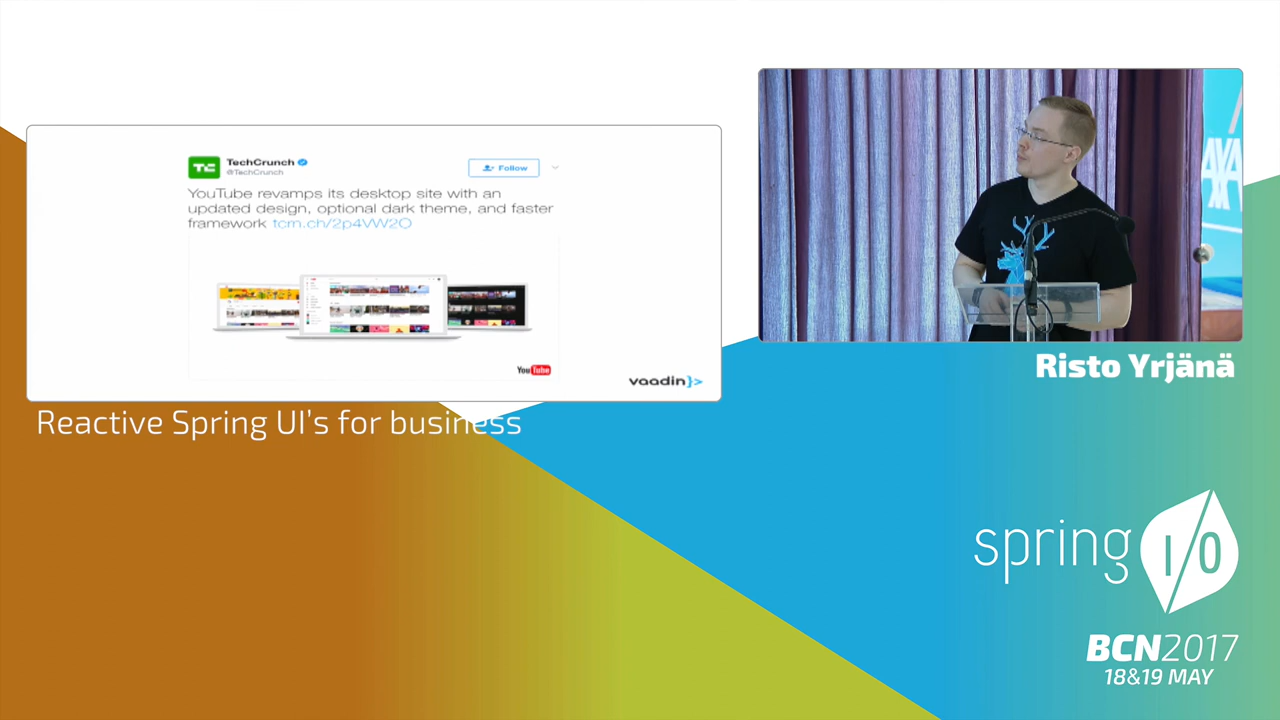 TechCrunch
@TechCrunch
Follow
YouTube revamps its desktop site with an
updated design, optional dark theme, and faster
framework tcrn.ch/2p4VW2O
YouTube
vaadin}>
AXA
Risto Yrjänä
Reactive Spring UI's for business
spring I/O
BCN2017
18&19 MAY